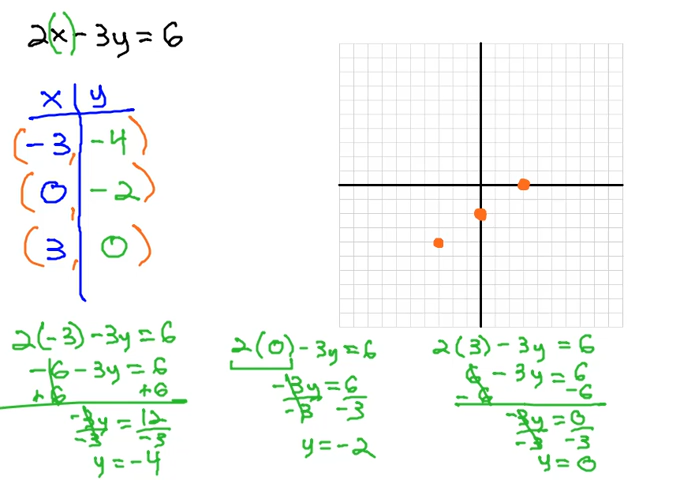 2(x) - 3y = 6
x | y
(-3, -4)
(0, -2)
(3, 0)
2(-3) - 3y = 6
-6 - 3y = 6
+6 +6
-3y = 12
-3 -3
y = -4
2(0) - 3y = 6
-3y = 6
-3 -3
y = -2
2(3) - 3y = 6
6 - 3y = 6
-6 -6
-3y = 0
-3 -3
y = 0